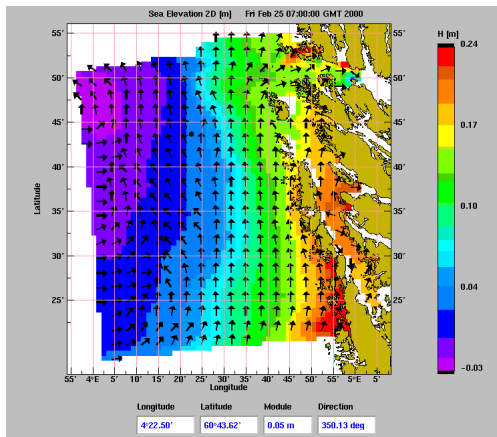 Sea Elevation 2D [m] Fri Feb 25 07:00:00 GMT 2000
H [m]
55'
0.24
50'
45'
0.17
40'
Latitude
35'
0.10
30'
25'
0.04
−0.03
55' 4°E 5' 10' 15' 20' 25' 30' 35' 40' 45' 50' 55' 5°E 5'
Longitude
Longitude Latitude Module Direction
4°22.50' 60°43.62' 0.05 m 350.13 deg